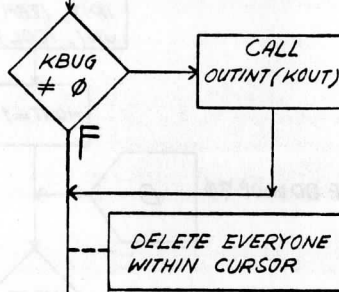 KBUG
≠ ∅
CALL
OUTINT(KOUT)
F
DELETE EVERYONE
WITHIN CURSOR